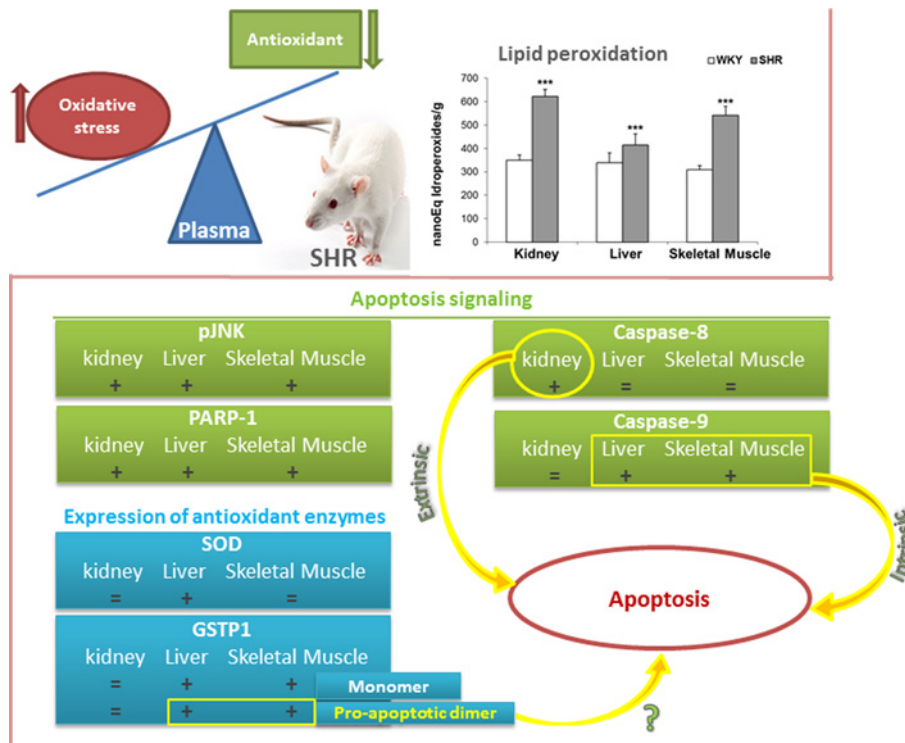 Antioxidant
Oxidative
stress
Plasma
SHR
Lipid peroxidation
WKY SHR
nanoEq Idroperoxides/g
700
600
500
400
300
200
100
0
*** *** ***
Kidney Liver Skeletal Muscle
Apoptosis signaling
pJNK
kidney Liver Skeletal Muscle
+ + +
PARP-1
kidney Liver Skeletal Muscle
+ + +
Caspase-8
kidney Liver Skeletal Muscle
+ = =
Caspase-9
kidney Liver Skeletal Muscle
= + +
Extrinsic
Intrinsic
Apoptosis
Expression of antioxidant enzymes
SOD
kidney Liver Skeletal Muscle
= + =
GSTP1
kidney Liver Skeletal Muscle
= + + Monomer
= + + Pro-apoptotic dimer
?